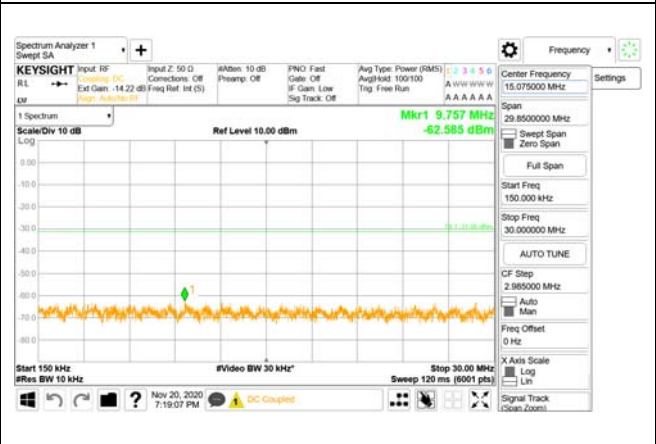 Spectrum Analyzer 1
Swept SA
+
Frequency
KEYSIGHT
RL
Input: RF
Coupling: DC
Ext Gain: -14.22 dB
Align: Auto/No RF
Input Z: 50 Ω
Corrections: Off
Freq Ref: Int (S)
#Atten: 10 dB
Preamp: Off
PNO: Fast
Gate: Off
IF Gain: Low
Sig Track: Off
Avg Type: Power (RMS)
Avg|Hold: 100/100
Trig: Free Run
1 2 3 4 5 6
A W W W W W
A A A A A A
1 Spectrum
Scale/Div 10 dB
Ref Level 10.00 dBm
Mkr1 9.757 MHz
-62.585 dBm
Log
0.00
-10.0
-20.0
-30.0
-40.0
-50.0
-60.0
-70.0
-80.0
1
Start 150 kHz
#Res BW 10 kHz
#Video BW 30 kHz*
Stop 30.00 MHz
Sweep 120 ms (6001 pts)
?
Nov 20, 2020
7:19:07 PM
DC Coupled
Center Frequency
15.075000 MHz
Settings
Span
29.8500000 MHz
Swept Span
Zero Span
Full Span
Start Freq
150.000 kHz
Stop Freq
30.000000 MHz
AUTO TUNE
CF Step
2.985000 MHz
Auto
Man
Freq Offset
0 Hz
X Axis Scale
Log
Lin
Signal Track
(Span Zoom)